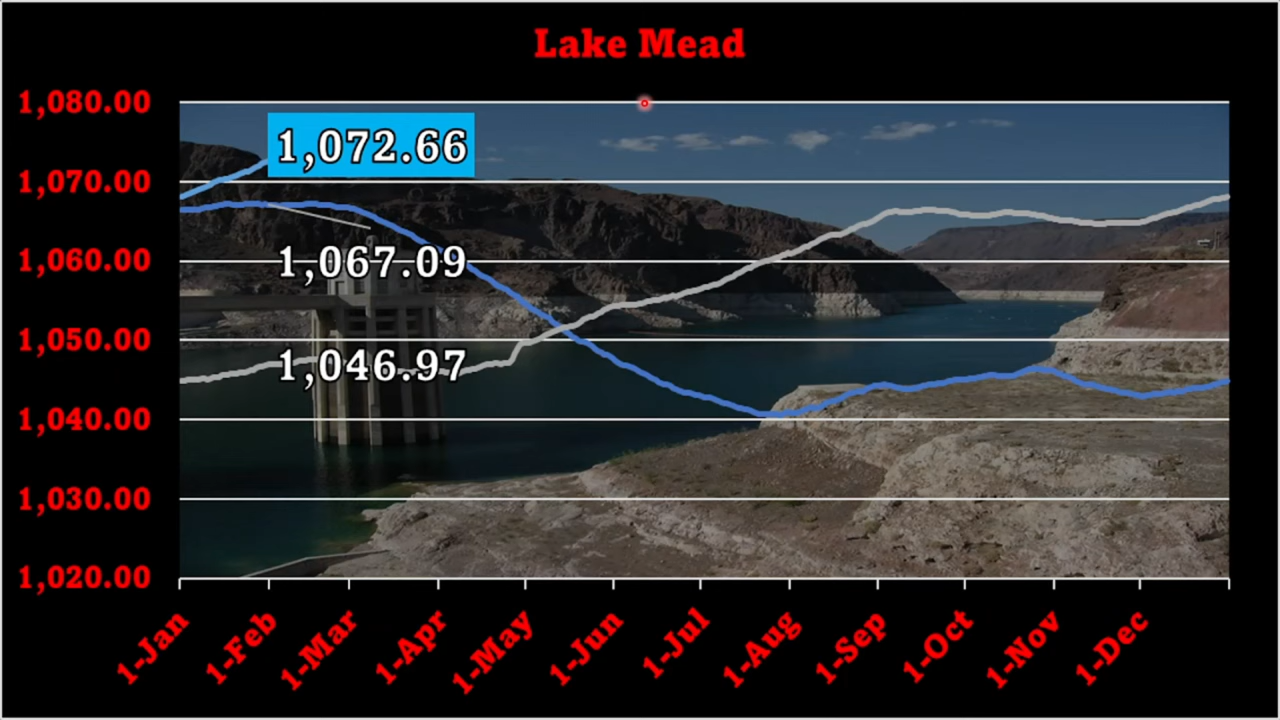 Lake Mead
1,080.00
1,072.66
1,070.00
1,060.00
1,067.09
1,050.00
1,046.97
1,040.00
1,030.00
1,020.00
1-Jan
1-Feb
1-Mar
1-Apr
1-May
1-Jun
1-Jul
1-Aug
1-Sep
1-Oct
1-Nov
1-Dec